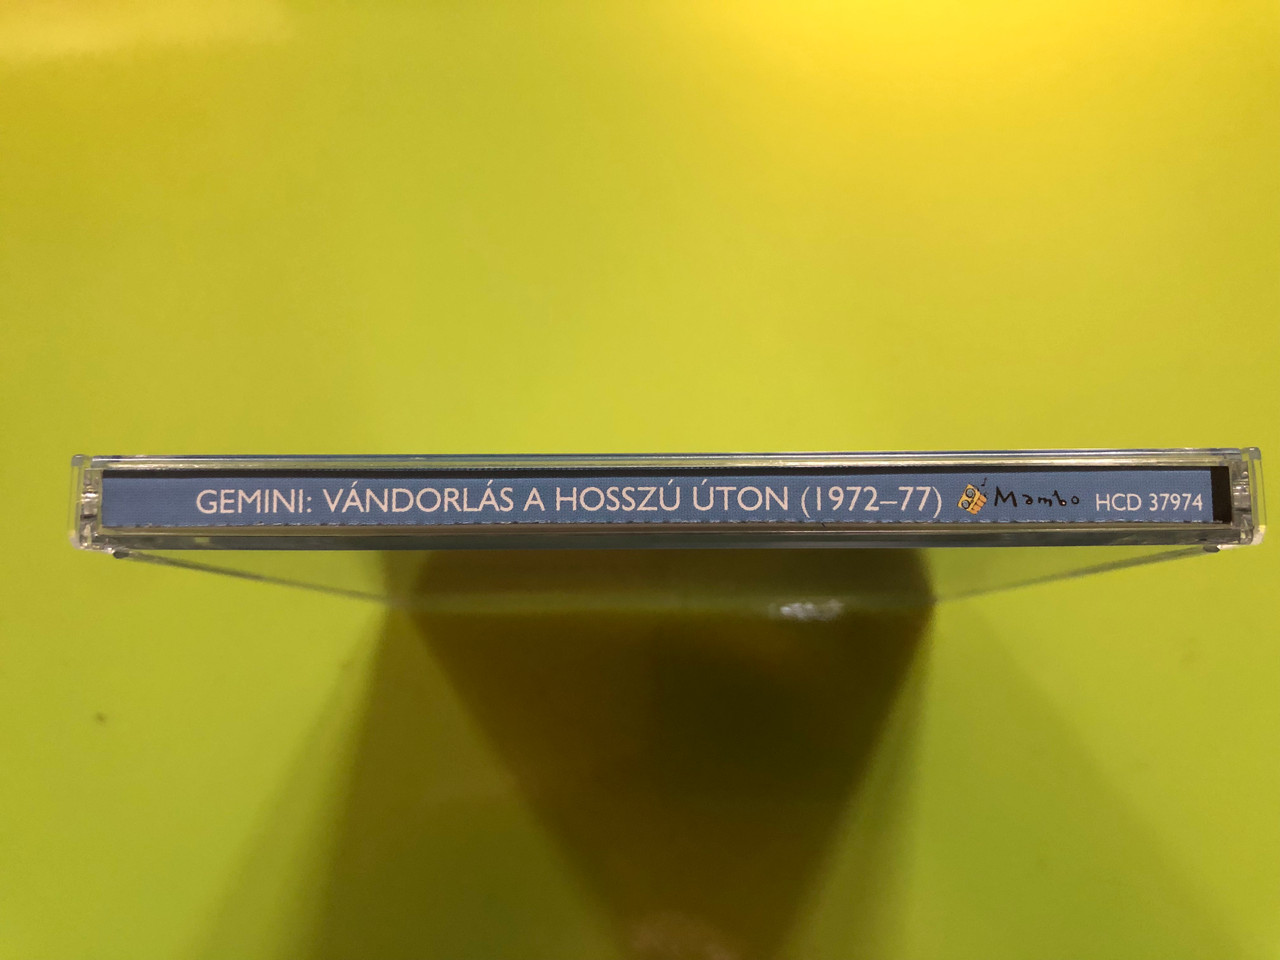 GEMINI: VÁNDORLÁS A HOSSZÚ ÚTON (1972–77) Mambo HCD 37974